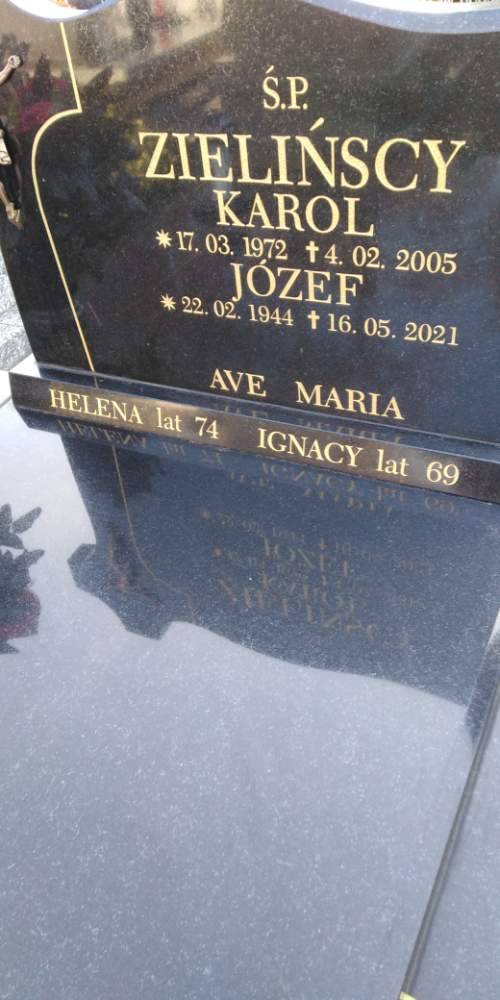 Ś.P.
ZIELIŃSCY
KAROL
* 17. 03. 1972 † 4. 02. 2005
JÓZEF
* 22. 02. 1944 † 16. 05. 2021
AVE MARIA
HELENA lat 74 IGNACY lat 69